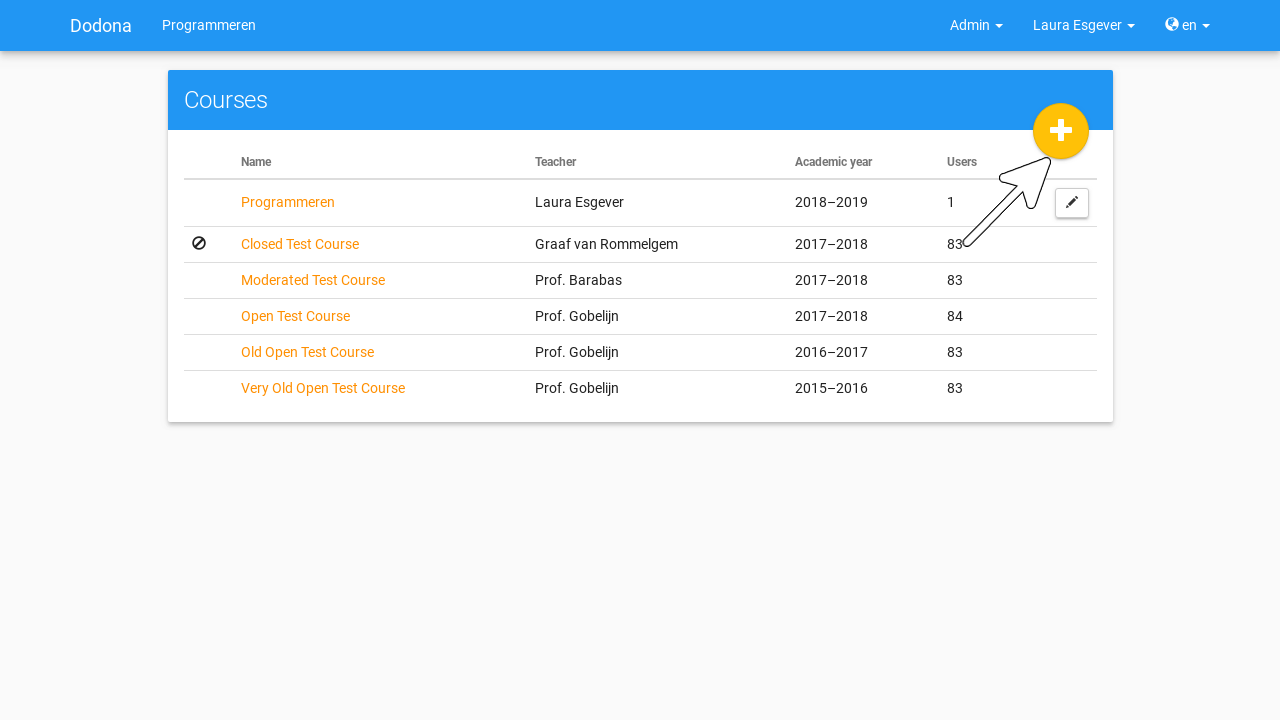 Dodona Programmeren Admin Laura Esgever en
Courses
Name Teacher Academic year Users
Programmeren Laura Esgever 2018–2019 1
Closed Test Course Graaf van Rommelgem 2017–2018 83
Moderated Test Course Prof. Barabas 2017–2018 83
Open Test Course Prof. Gobelijn 2017–2018 84
Old Open Test Course Prof. Gobelijn 2016–2017 83
Very Old Open Test Course Prof. Gobelijn 2015–2016 83